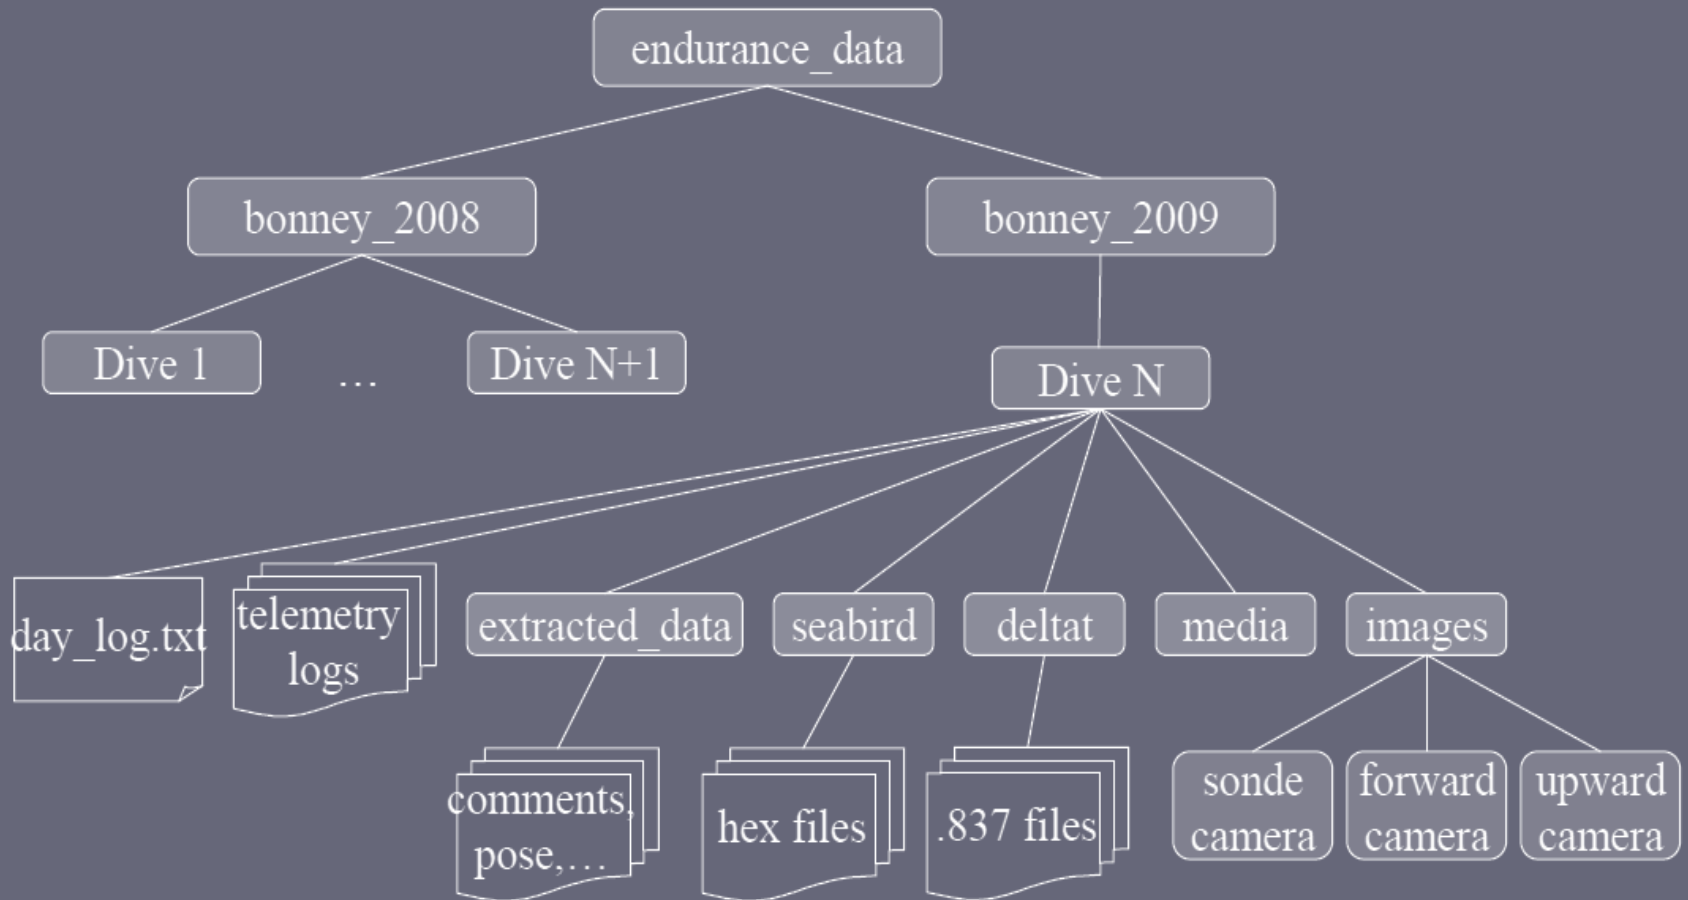 endurance_data
bonney_2008
bonney_2009
Dive 1
...
Dive N+1
Dive N
day_log.txt
telemetry
logs
extracted_data
seabird
deltat
media
images
comments,
pose,...
hex files
.837 files
sonde
camera
forward
camera
upward
camera